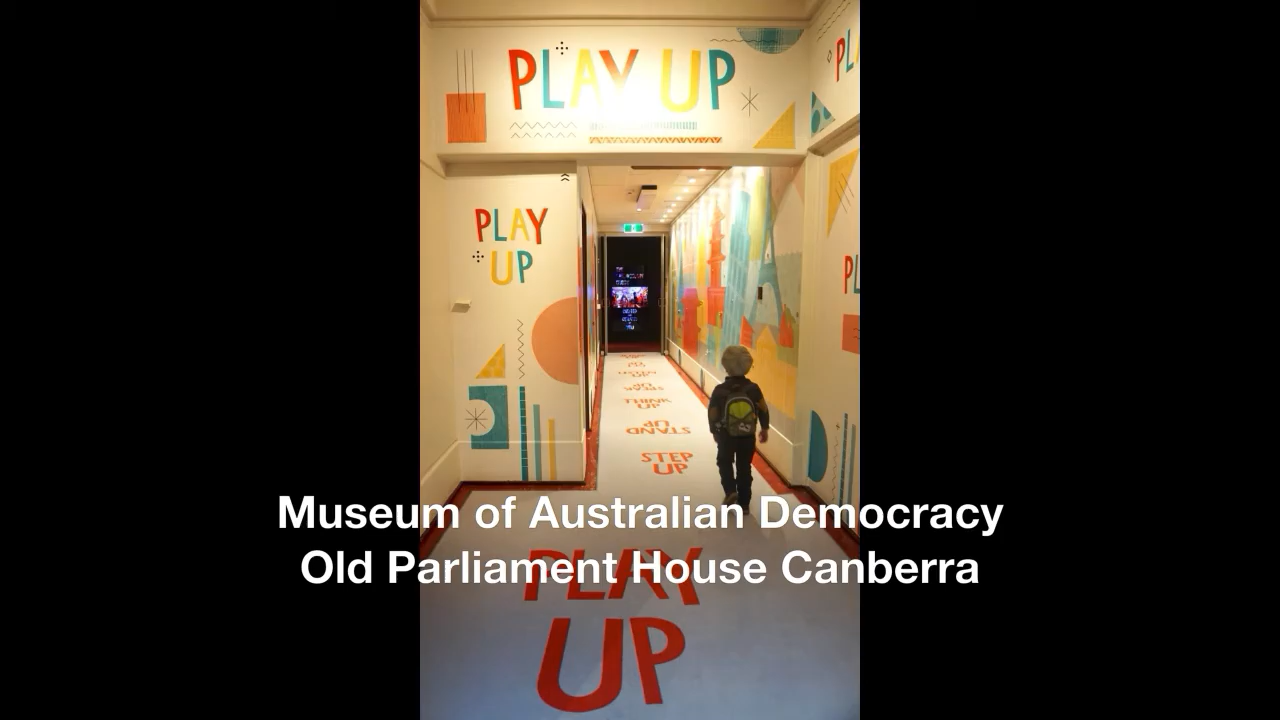 PLAY UP
PLAY
UP
THINK
UP
STAND
UP
STEP
UP
Museum of Australian Democracy
Old Parliament House Canberra
PLAY
UP